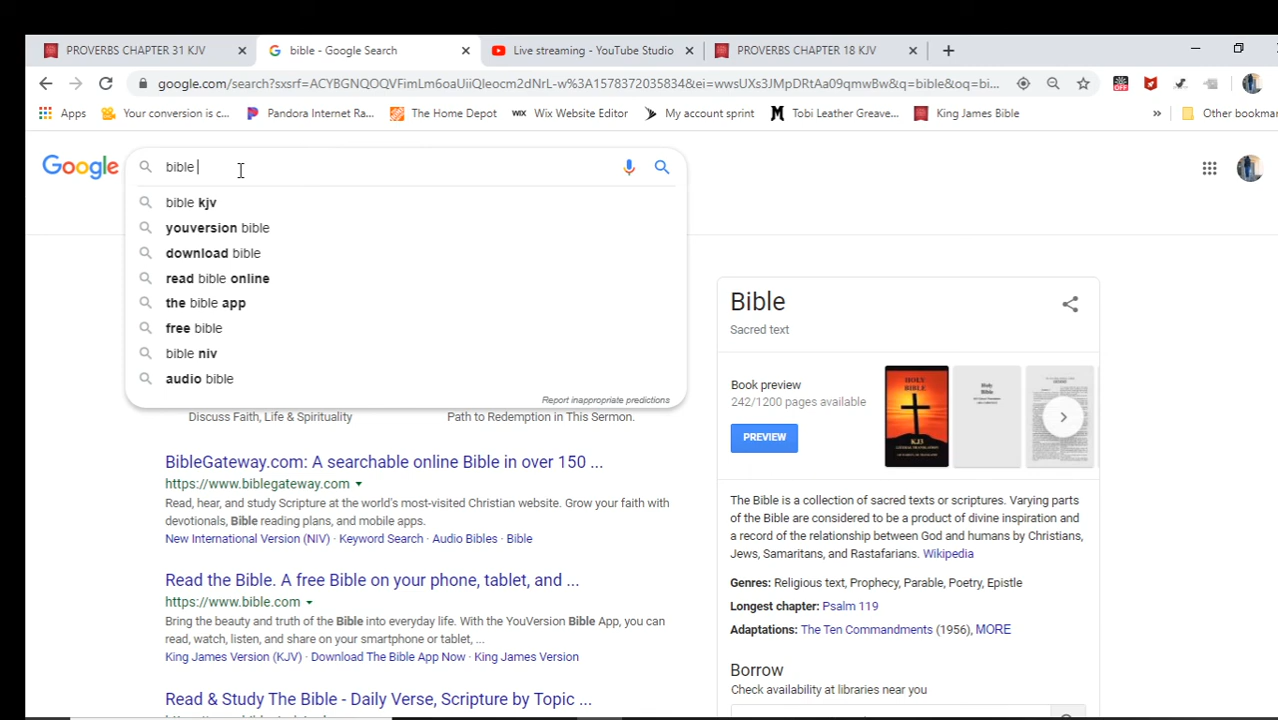 PROVERBS CHAPTER 31 KJV
bible - Google Search
Live streaming - YouTube Studio
PROVERBS CHAPTER 18 KJV
google.com/search?sxsrf=ACYBGNQOQVFimLm6oaUiiQleocm2dNrL-w%3A1578372035834&ei=wwsUXs3JMpDRtAa09qmwBw&q=bible&oq=bi...
OFF
Apps
Your conversion is c...
Pandora Internet Ra...
The Home Depot
WIX Wix Website Editor
My account sprint
Tobi Leather Greave...
King James Bible
»
Other bookmar
Google
bible
bible kjv
youversion bible
download bible
read bible online
the bible app
free bible
bible niv
audio bible
Report inappropriate predictions
Discuss Faith, Life & Spirituality
Path to Redemption in This Sermon.
BibleGateway.com: A searchable online Bible in over 150 ...
https://www.biblegateway.com
Read, hear, and study Scripture at the world's most-visited Christian website. Grow your faith with
devotionals, Bible reading plans, and mobile apps.
New International Version (NIV) · Keyword Search · Audio Bibles · Bible
Read the Bible. A free Bible on your phone, tablet, and ...
https://www.bible.com
Bring the beauty and truth of the Bible into everyday life. With the YouVersion Bible App, you can
read, watch, listen, and share on your smartphone or tablet, ...
King James Version (KJV) · Download The Bible App Now · King James Version
Read & Study The Bible - Daily Verse, Scripture by Topic ...
Bible
Sacred text
Book preview
242/1200 pages available
PREVIEW
HOLY
BIBLE
KJ3
Holy
Bible
The Bible is a collection of sacred texts or scriptures. Varying parts
of the Bible are considered to be a product of divine inspiration and
a record of the relationship between God and humans by Christians,
Jews, Samaritans, and Rastafarians. Wikipedia
Genres: Religious text, Prophecy, Parable, Poetry, Epistle
Longest chapter: Psalm 119
Adaptations: The Ten Commandments (1956), MORE
Borrow
Check availability at libraries near you